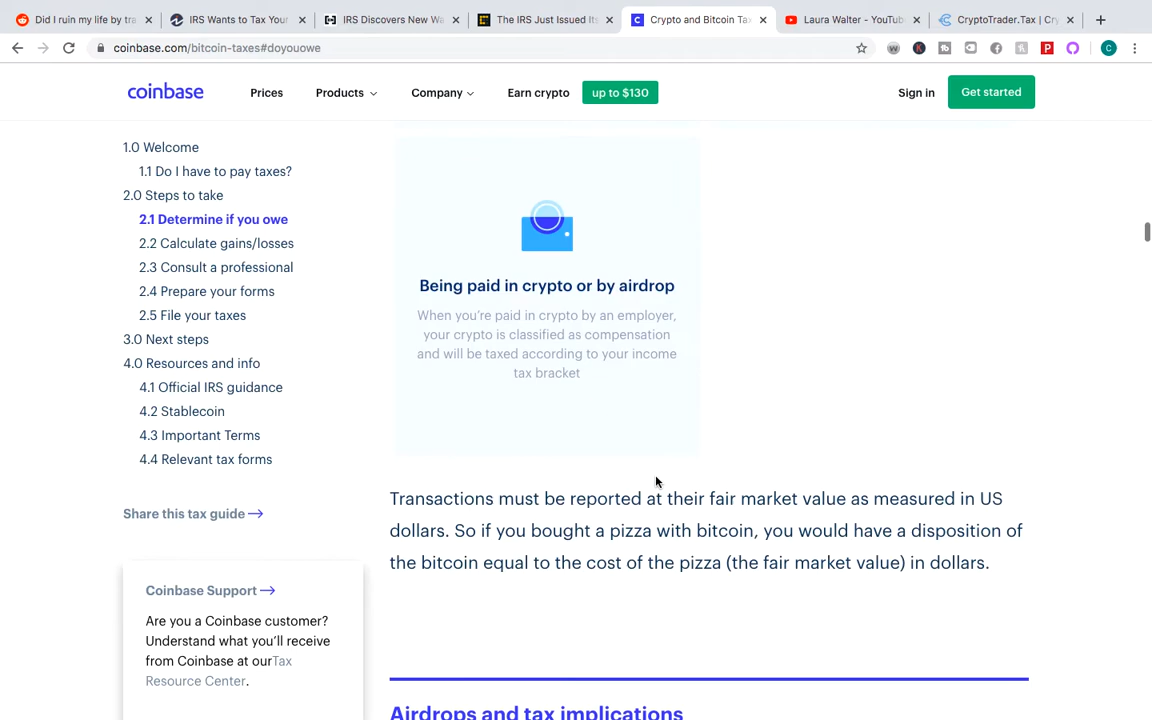 Did I ruin my life by tra
IRS Wants to Tax Your
IRS Discovers New Wa
The IRS Just Issued Its
Crypto and Bitcoin Tax
Laura Walter - YouTub
CryptoTrader.Tax | Cry
coinbase.com/bitcoin-taxes#doyouowe
coinbase
Prices
Products
Company
Earn crypto
up to $130
Sign in
Get started
1.0 Welcome
1.1 Do I have to pay taxes?
2.0 Steps to take
2.1 Determine if you owe
2.2 Calculate gains/losses
2.3 Consult a professional
2.4 Prepare your forms
2.5 File your taxes
3.0 Next steps
4.0 Resources and info
4.1 Official IRS guidance
4.2 Stablecoin
4.3 Important Terms
4.4 Relevant tax forms
Share this tax guide
Coinbase Support
Are you a Coinbase customer?
Understand what you'll receive
from Coinbase at ourTax
Resource Center.
Being paid in crypto or by airdrop
When you're paid in crypto by an employer,
your crypto is classified as compensation
and will be taxed according to your income
tax bracket
Transactions must be reported at their fair market value as measured in US
dollars. So if you bought a pizza with bitcoin, you would have a disposition of
the bitcoin equal to the cost of the pizza (the fair market value) in dollars.
Airdrops and tax implications